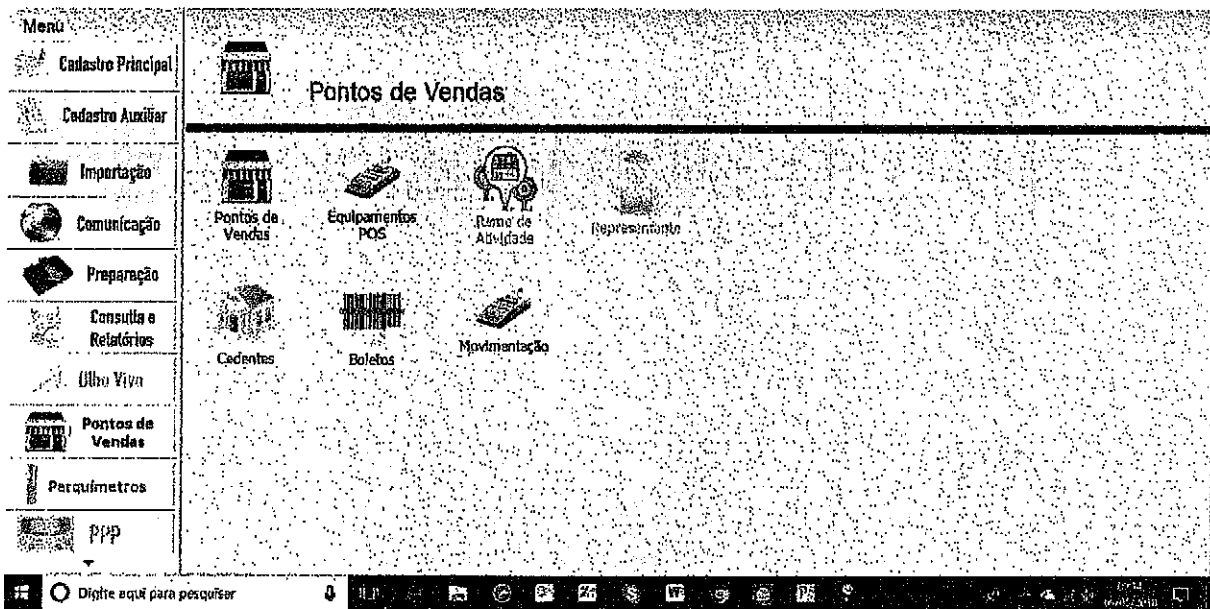 Menu
Cadastro Principal
Cadastro Auxiliar
Importação
Comunicação
Preparação
Consulta e
Relatórios
Olho Vivo
Pontos de
Vendas
Parquímetros
PPP
Pontos de Vendas
Pontos de
Vendas
Equipamentos
POS
Ramo de
Atividade
Representante
Cedentes
Boletos
Movimentação
Digite aqui para pesquisar